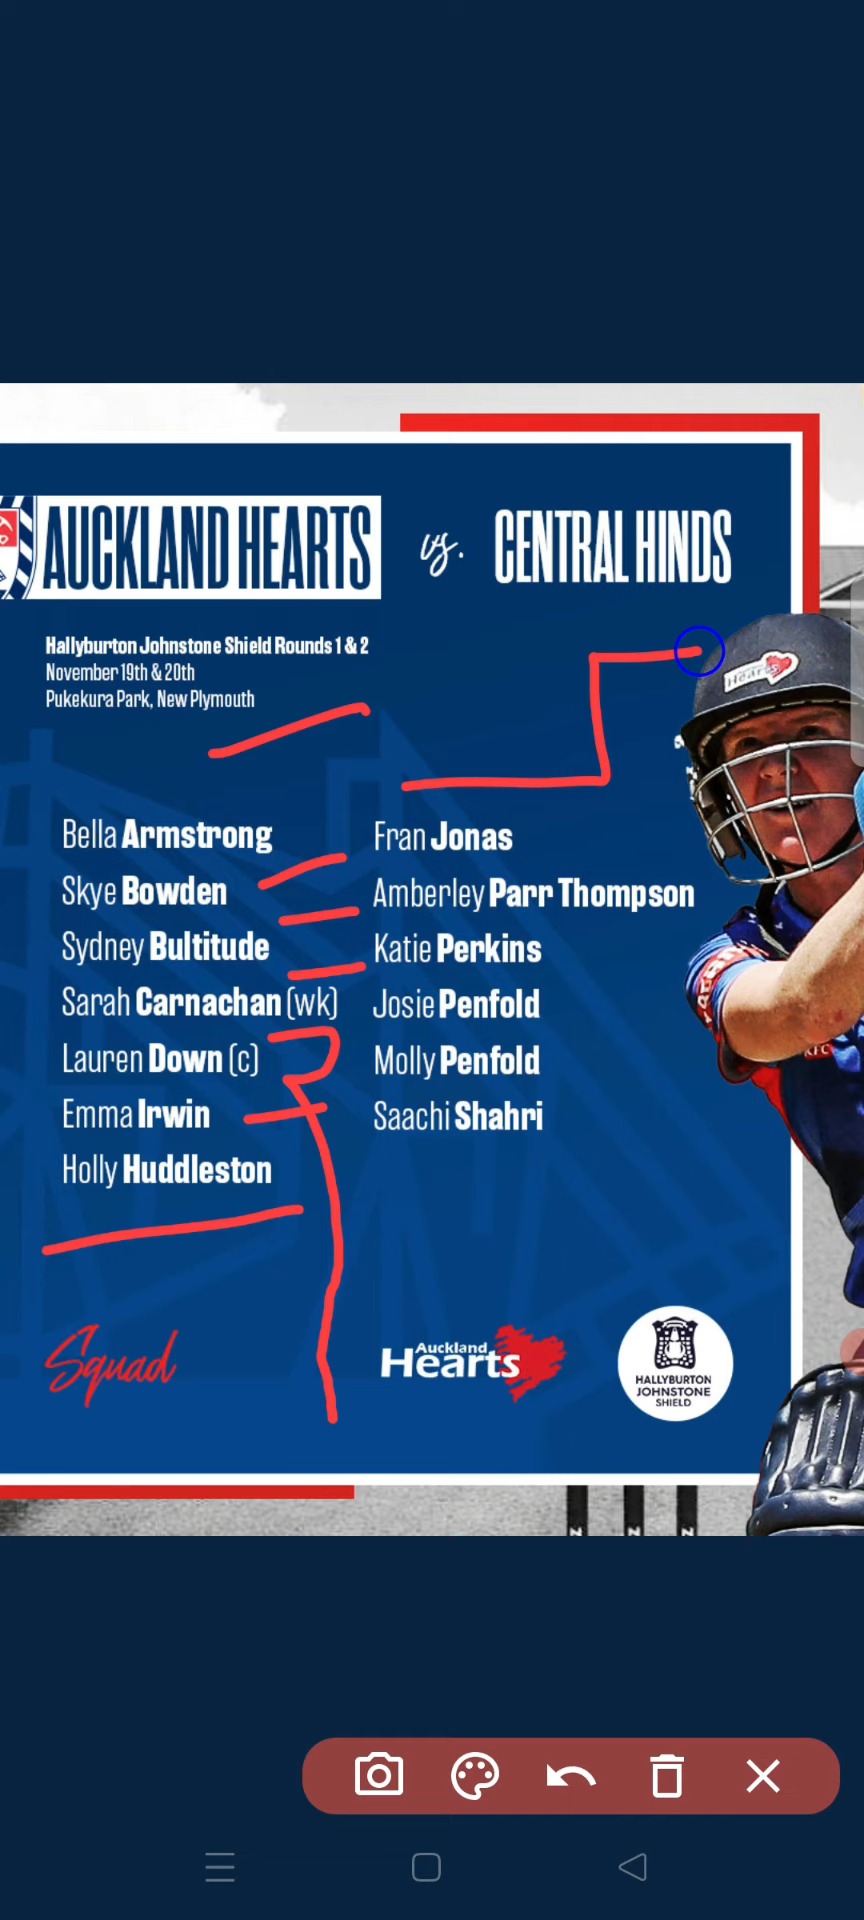 AUCKLAND HEARTS vs. CENTRAL HINDS
Hallyburton Johnstone Shield Rounds 1 & 2
November 19th & 20th
Pukekura Park, New Plymouth
Bella Armstrong
Skye Bowden
Sydney Bultitude
Sarah Carnachan (wk)
Lauren Down (c)
Emma Irwin
Holly Huddleston
Fran Jonas
Amberley Parr Thompson
Katie Perkins
Josie Penfold
Molly Penfold
Saachi Shahri
Hearts
KFC
Squad
Auckland
Hearts
HALLYBURTON
JOHNSTONE
SHIELD